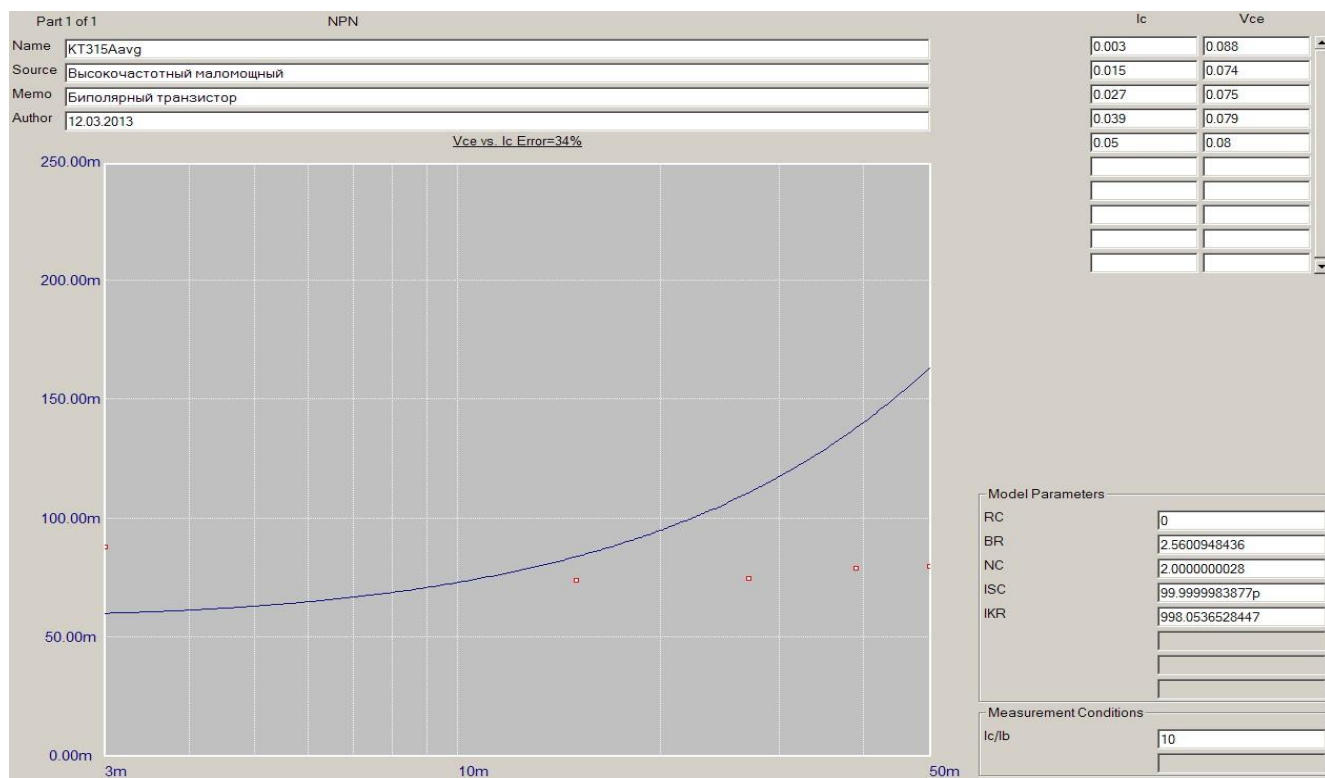 Part 1 of 1 NPN Ic Vce
Name KT315Aavg 0.003 0.088
Source Высокочастотный маломощный 0.015 0.074
Memo Биполярный транзистор 0.027 0.075
Author 12.03.2013 0.039 0.079
0.05 0.08
Vce vs. Ic Error=34%
250.00m
200.00m
150.00m
100.00m
50.00m
0.00m
3m 10m 50m
Model Parameters
RC 0
BR 2.5600948436
NC 2.0000000028
ISC 99.9999983877p
IKR 998.0536528447
Measurement Conditions
Ic/Ib 10